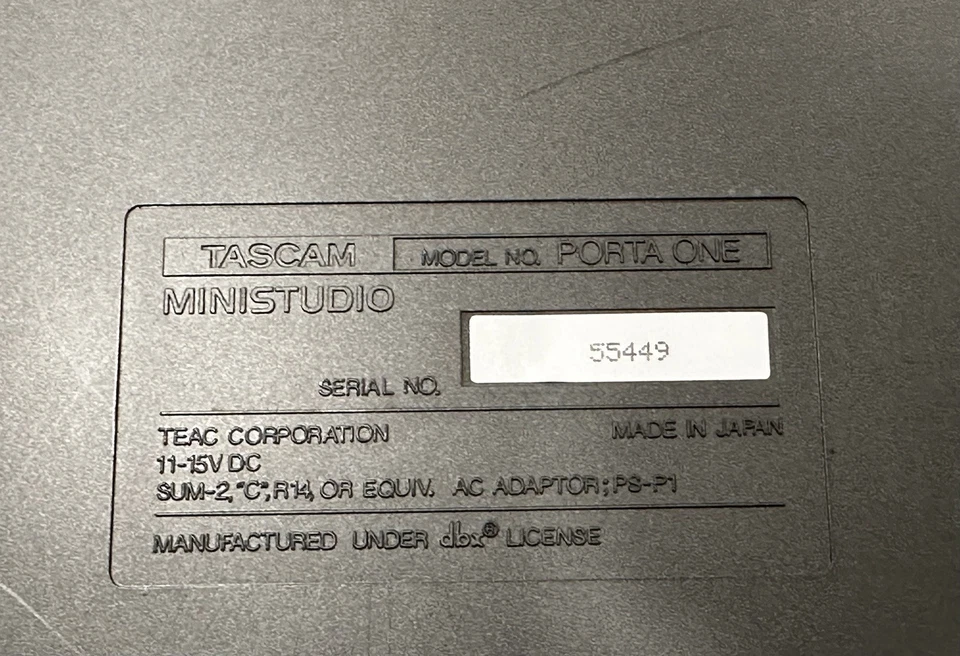 TASCAM MODEL NO. PORTA ONE
MINISTUDIO
55449
SERIAL NO.
TEAC CORPORATION MADE IN JAPAN
11-15V DC
SUM-2, "C", R14, OR EQUIV. AC ADAPTOR; PS-P1
MANUFACTURED UNDER dbx® LICENSE